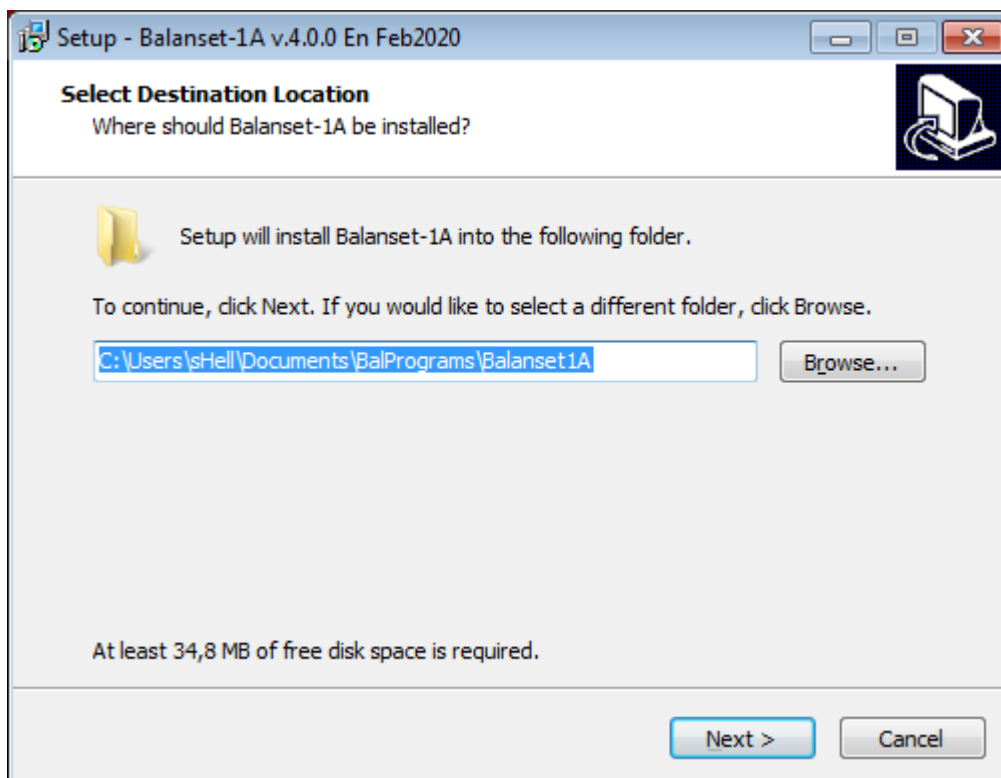 Setup - Balanset-1A v.4.0.0 En Feb2020
Select Destination Location
Where should Balanset-1A be installed?
Setup will install Balanset-1A into the following folder.
To continue, click Next. If you would like to select a different folder, click Browse.
C:\Users\sHell\Documents\BalPrograms\Balanset1A
Browse...
At least 34,8 MB of free disk space is required.
Next >
Cancel